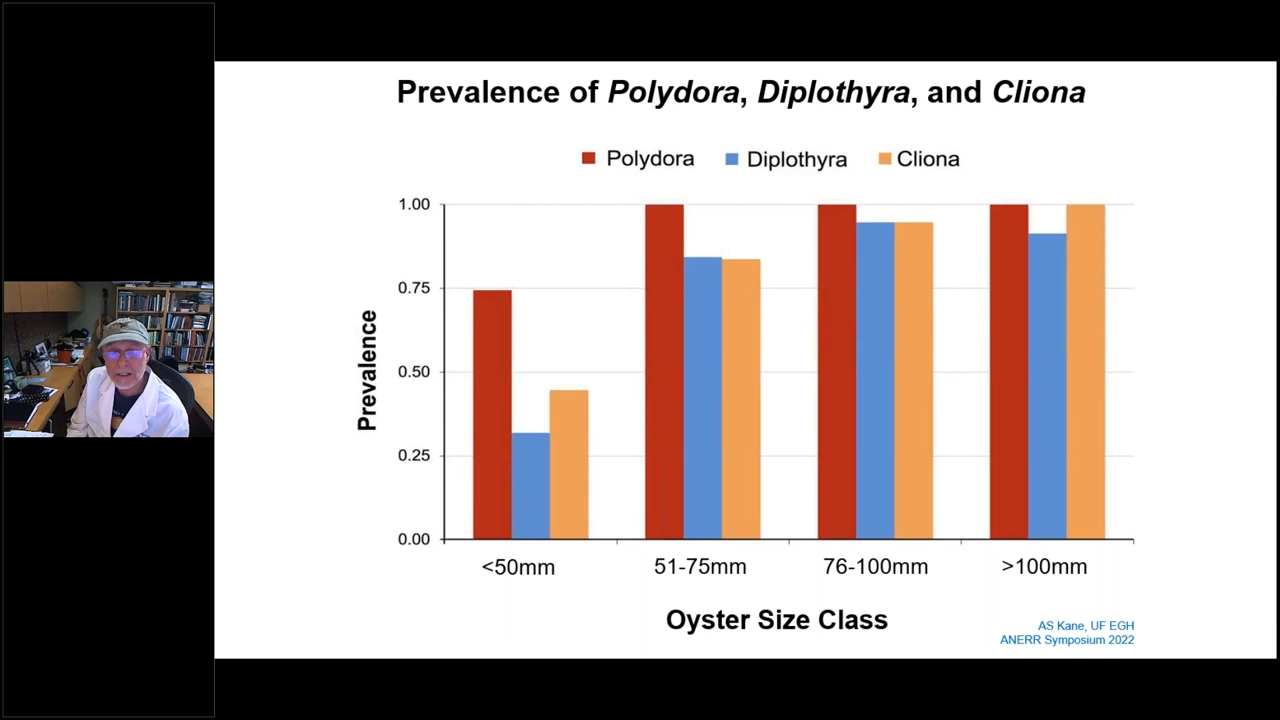 Prevalence of Polydora, Diplothyra, and Cliona
Polydora Diplothyra Cliona
1.00
0.75
0.50
0.25
0.00
Prevalence
<50mm 51-75mm 76-100mm >100mm
Oyster Size Class
AS Kane, UF EGH
ANERR Symposium 2022